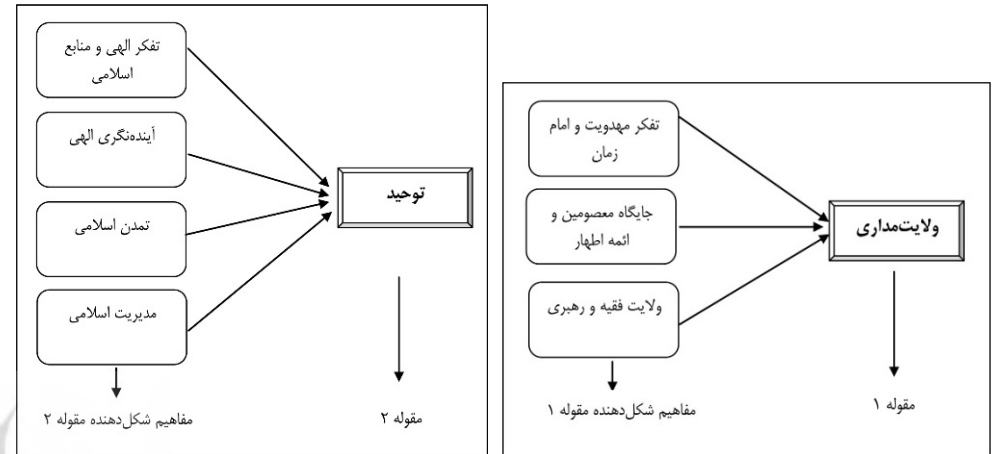 تفکر مهدویت و امام
زمان
جایگاه معصومین و
ائمه اطهار
ولایت فقیه و رهبری
ولایت‌مداری
مفاهیم شکل‌دهنده مقوله ۱
مقوله ۱
تفکر الهی و منابع
اسلامی
آینده‌نگری الهی
تمدن اسلامی
مدیریت اسلامی
توحید
مفاهیم شکل‌دهنده مقوله ۲
مقوله ۲